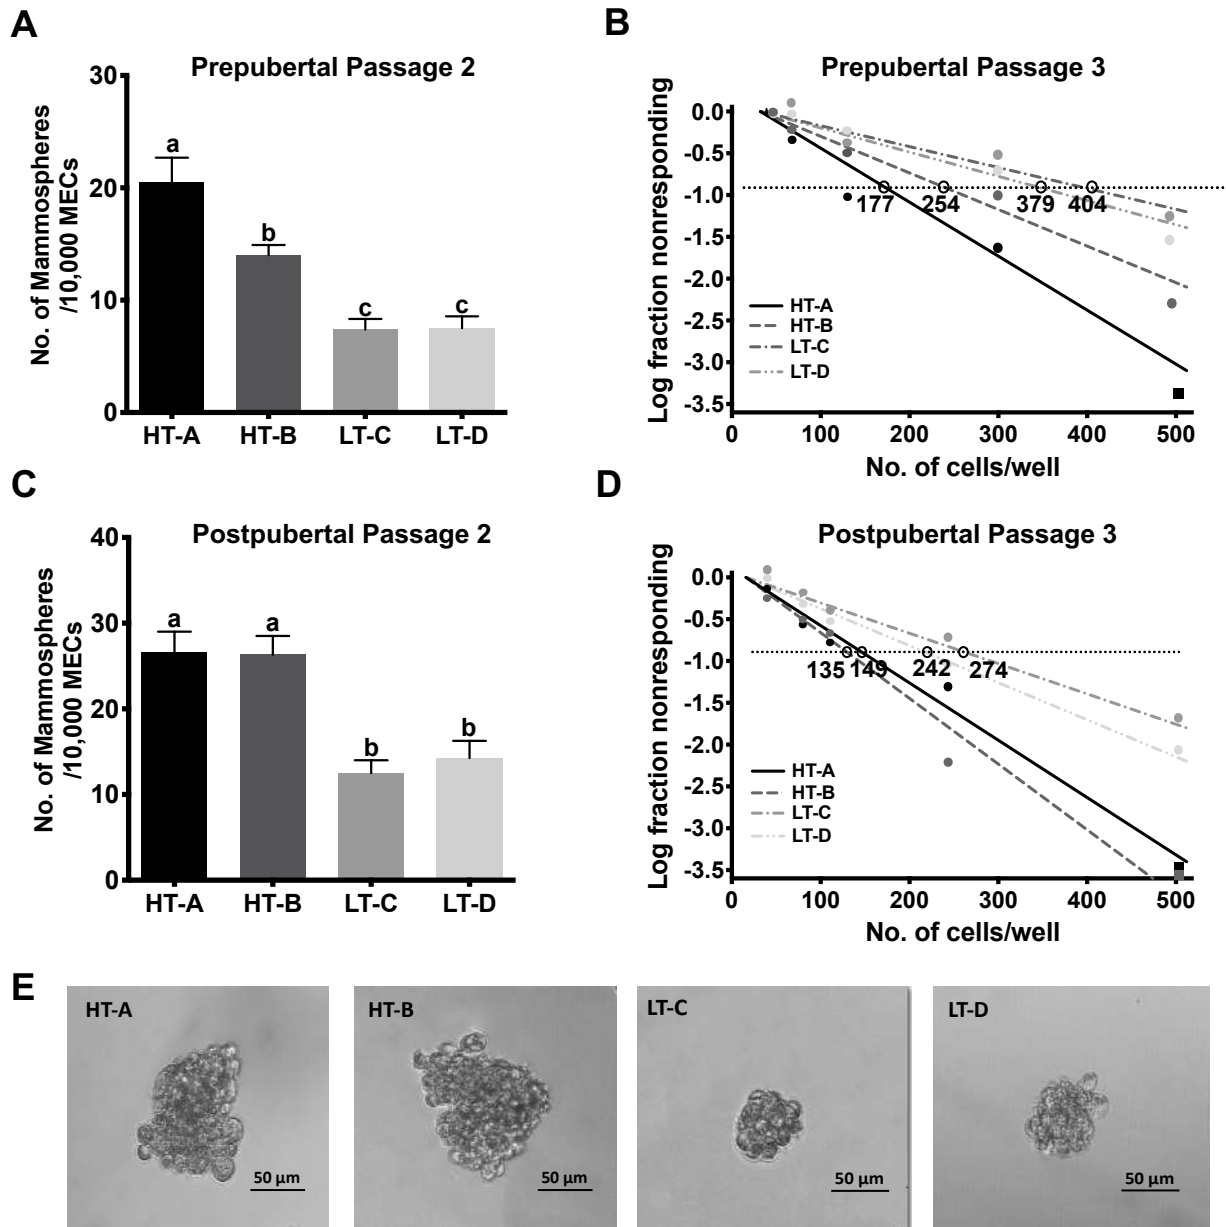 A
Prepubertal Passage 2
No. of Mammospheres
/10,000 MECs
30
20
10
0
a
b
c
c
HT-A
HT-B
LT-C
LT-D
B
Prepubertal Passage 3
Log fraction nonresponding
0.0
-0.5
-1.0
-1.5
-2.0
-2.5
-3.0
-3.5
177
254
379
404
HT-A
HT-B
LT-C
LT-D
0
100
200
300
400
500
No. of cells/well
C
Postpubertal Passage 2
No. of Mammospheres
/10,000 MECs
40
30
20
10
0
a
a
b
b
HT-A
HT-B
LT-C
LT-D
D
Postpubertal Passage 3
Log fraction nonresponding
0.0
-0.5
-1.0
-1.5
-2.0
-2.5
-3.0
-3.5
135
149
242
274
HT-A
HT-B
LT-C
LT-D
0
100
200
300
400
500
No. of cells/well
E
HT-A
50 µm
HT-B
50 µm
LT-C
50 µm
LT-D
50 µm